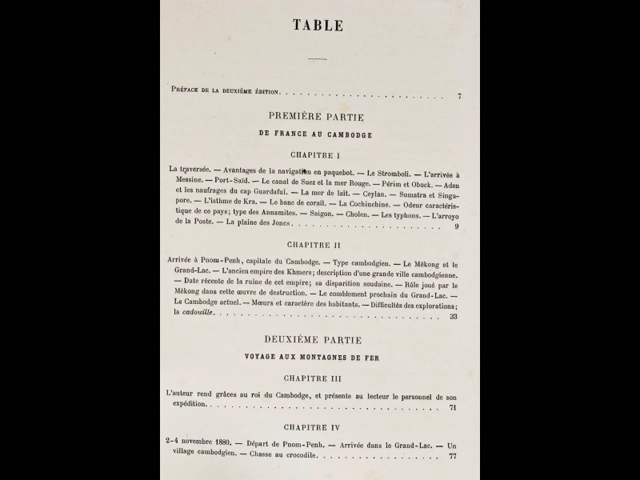 TABLE
PRÉFACE DE LA DEUXIÈME ÉDITION. . . . . . . . . . . . . . . . . . . . . . . 7
PREMIÈRE PARTIE
DE FRANCE AU CAMBODGE
CHAPITRE I
La traversée. — Avantages de la navigation en paquebot. — Le Stromboli. — L'arrivée à
Messine. — Port-Saïd. — Le canal de Suez et la mer Rouge. — Périm et Obock. — Aden
et les naufrages du cap Guardafui. — La mer de lait. — Ceylan. — Sumatra et Singa-
pore. — L'isthme de Kra. — Le banc de corail. — La Cochinchine. — Odeur caractéris-
tique de ce pays; type des Annamites. — Saïgon. — Cholen. — Les typhons. — L'arroyo
de la Poste. — La plaine des Joncs. . . . . . . . . . . . . . . . . . . . . . . 9
CHAPITRE II
Arrivée à Pnom-Penh, capitale du Cambodge. — Type cambodgien. — Le Mékong et le
Grand-Lac. — L'ancien empire des Khmers; description d'une grande ville cambodgienne.
— Date récente de la ruine de cet empire; sa disparition soudaine. — Rôle joué par le
Mékong dans cette œuvre de destruction. — Le comblement prochain du Grand-Lac. —
Le Cambodge actuel. — Mœurs et caractère des habitants. — Difficultés des explorations;
la cadouille. . . . . . . . . . . . . . . . . . . . . . . . . . . . . . . . . 33
DEUXIÈME PARTIE
VOYAGE AUX MONTAGNES DE FER
CHAPITRE III
L'auteur rend grâces au roi du Cambodge, et présente au lecteur le personnel de son
expédition. . . . . . . . . . . . . . . . . . . . . . . . . . . . . . . . . . 71
CHAPITRE IV
2-4 novembre 1880. — Départ de Pnom-Penh. — Arrivée dans le Grand-Lac. — Un
village cambodgien. — Chasse au crocodile. . . . . . . . . . . . . . . . . . . 77